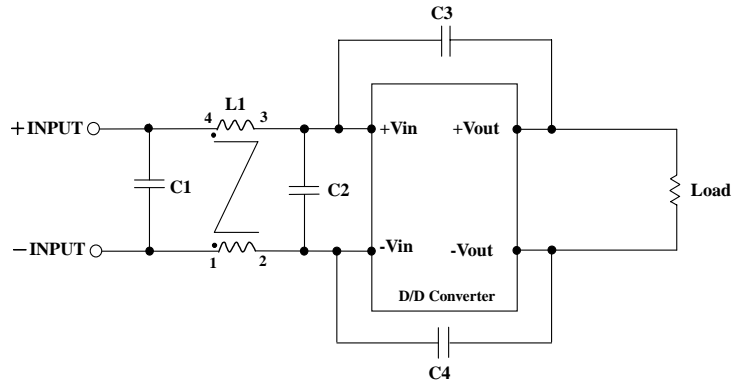 C3
L1
4 3
+INPUT
+Vin
+Vout
C1
C2
Load
−INPUT
1 2
-Vin
-Vout
D/D Converter
C4